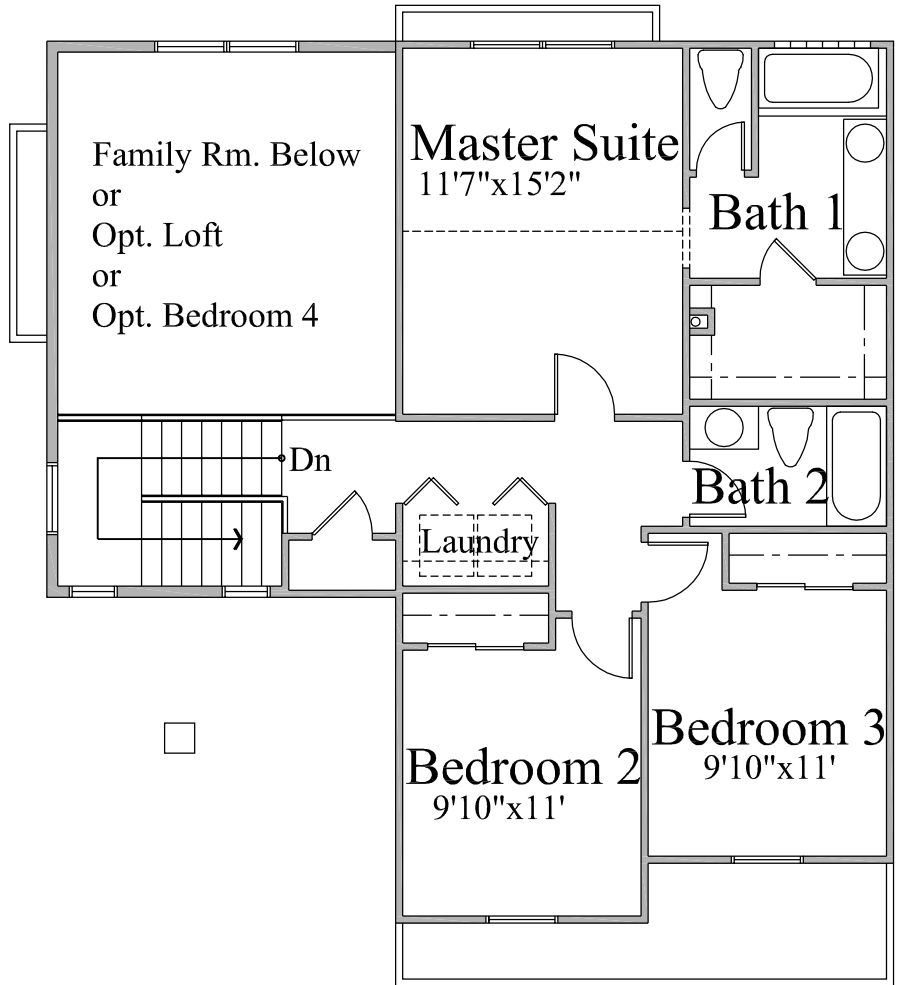 Family Rm. Below
or
Opt. Loft
or
Opt. Bedroom 4
Master Suite
11'7"x15'2"
Bath 1
Dn
Laundry
Bath 2
Bedroom 2
9'10"x11'
Bedroom 3
9'10"x11'